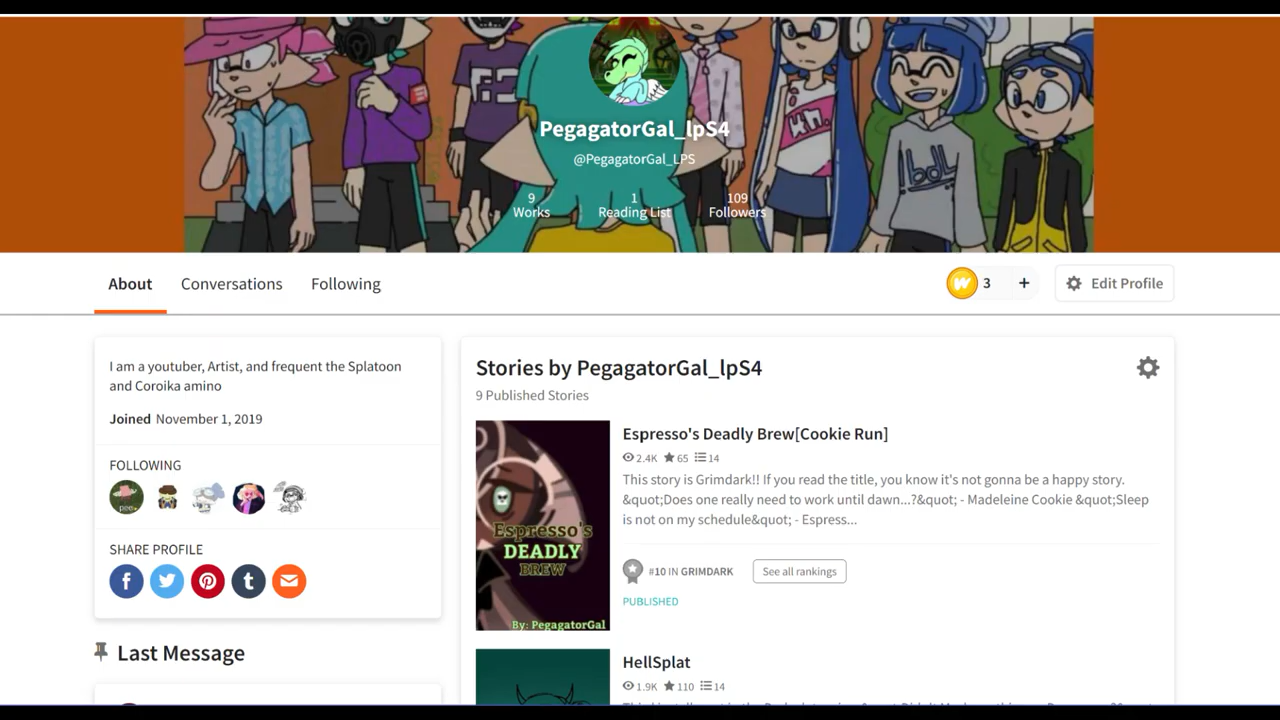 PegagatorGal_lpS4
@PegagatorGal_LPS
9
Works
1
Reading List
109
Followers
kn.
bdL
About
Conversations
Following
3
+
Edit Profile
I am a youtuber, Artist, and frequent the Splatoon
and Coroika amino
Joined November 1, 2019
FOLLOWING
pee.
SHARE PROFILE
Last Message
Stories by PegagatorGal_lpS4
9 Published Stories
Espresso's
DEADLY
BREW
By: PegagatorGal
Espresso's Deadly Brew[Cookie Run]
2.4K 65 14
This story is Grimdark!! If you read the title, you know it's not gonna be a happy story.
&quot;Does one really need to work until dawn...?&quot; - Madeleine Cookie &quot;Sleep
is not on my schedule&quot; - Espress...
#10 IN GRIMDARK
See all rankings
PUBLISHED
HellSplat
1.9K 110 14